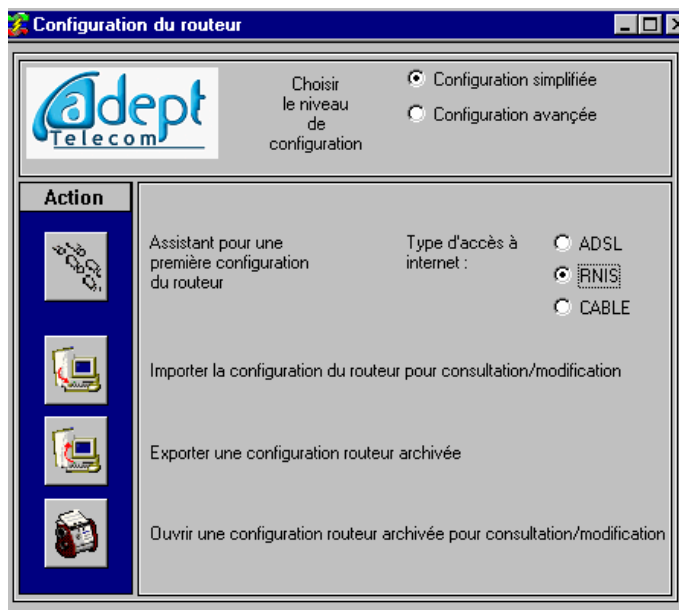 Configuration du routeur
adept
Telecom
Choisir
le niveau
de
configuration
Configuration simplifiée
Configuration avançée
Action
Assistant pour une
première configuration
du routeur
Type d'accès à
internet :
ADSL
RNIS
CABLE
Importer la configuration du routeur pour consultation/modification
Exporter une configuration routeur archivée
Ouvrir une configuration routeur archivée pour consultation/modification